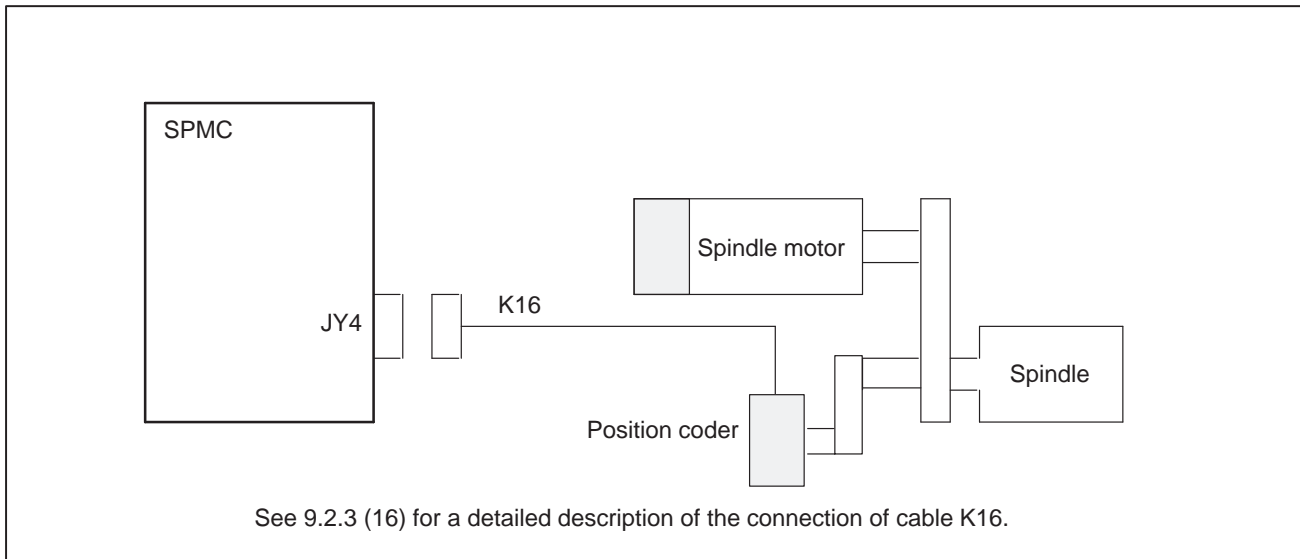 SPMC
Spindle motor
K16
JY4
Spindle
Position coder
See 9.2.3 (16) for a detailed description of the connection of cable K16.